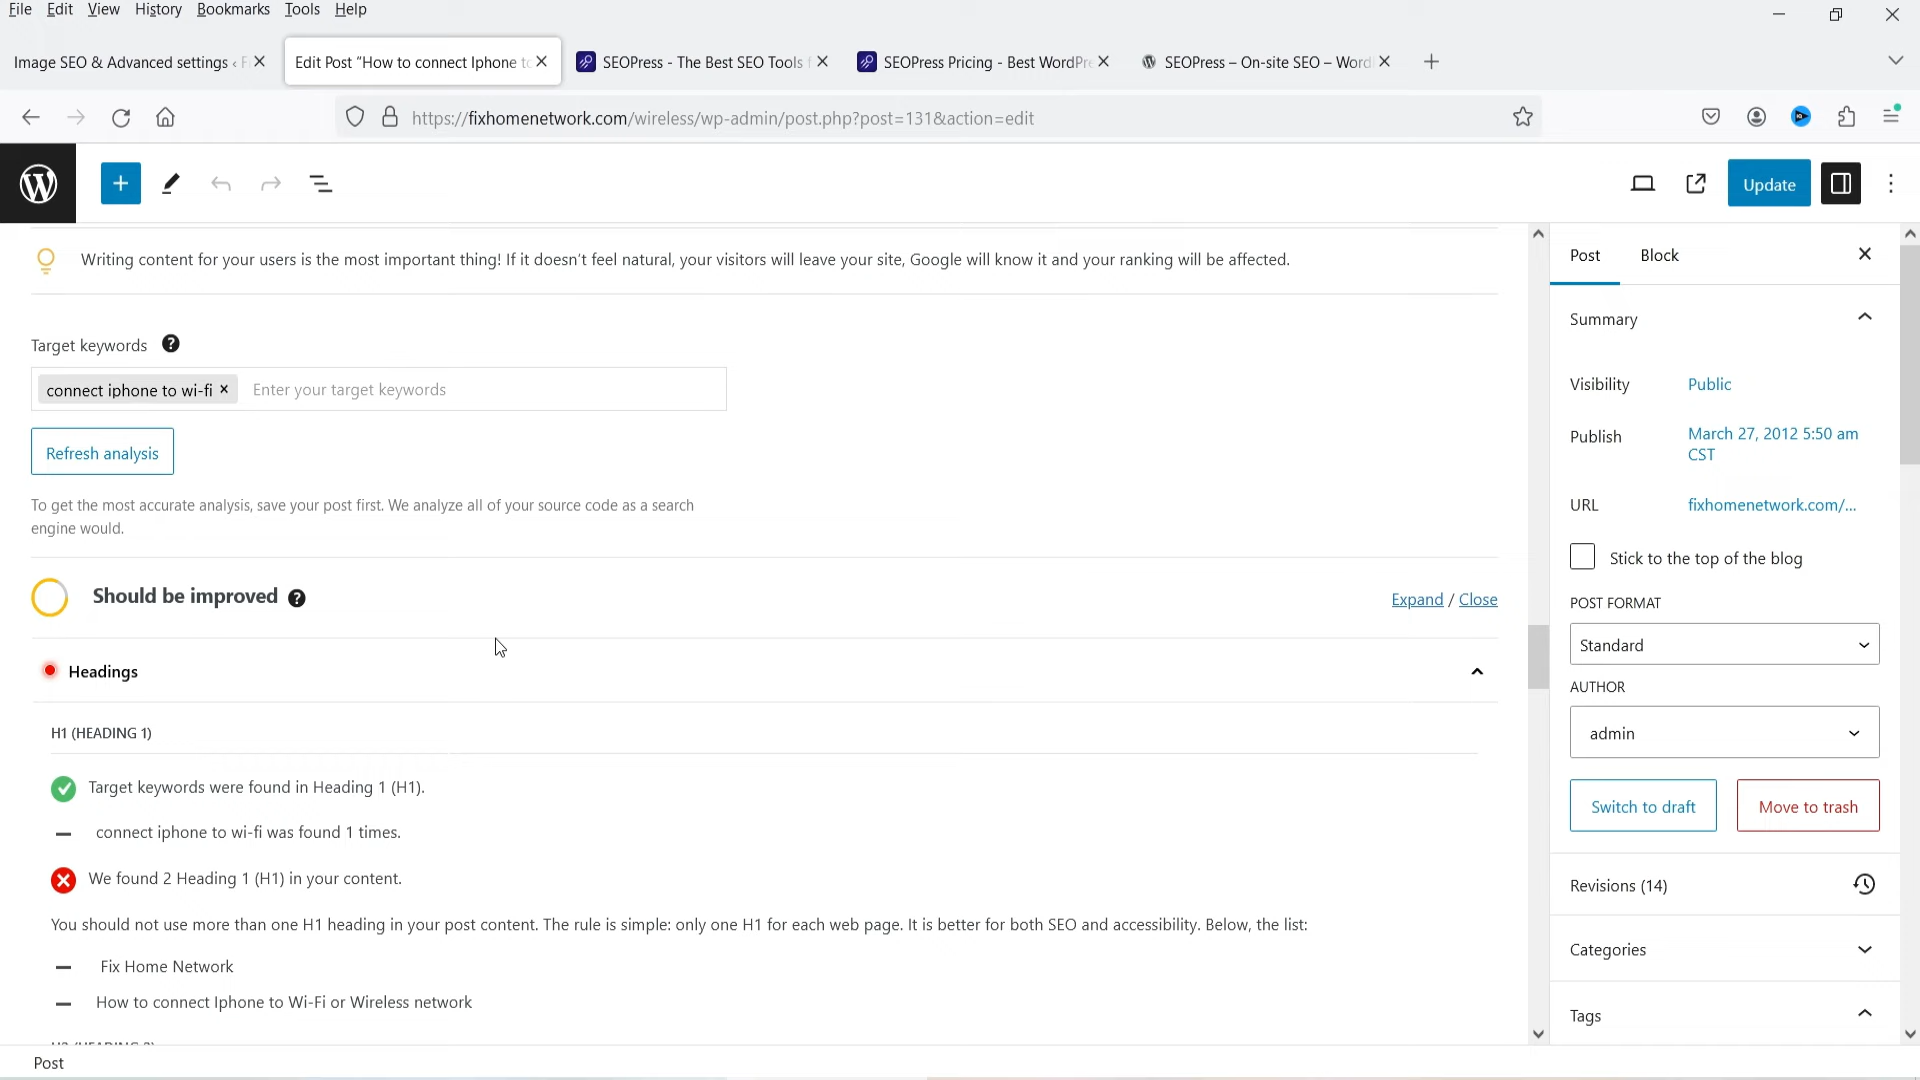 File Edit View History Bookmarks Tools Help
Image SEO & Advanced settings ‹ F
Edit Post "How to connect Iphone to
SEOPress - The Best SEO Tools f
SEOPress Pricing - Best WordPre
SEOPress – On-site SEO – Word
https://fixhomenetwork.com/wireless/wp-admin/post.php?post=131&action=edit
Update
Writing content for your users is the most important thing! If it doesn't feel natural, your visitors will leave your site, Google will know it and your ranking will be affected.
Target keywords ?
connect iphone to wi-fi × Enter your target keywords
Refresh analysis
To get the most accurate analysis, save your post first. We analyze all of your source code as a search
engine would.
Should be improved ?
Expand / Close
Headings
H1 (HEADING 1)
Target keywords were found in Heading 1 (H1).
connect iphone to wi-fi was found 1 times.
We found 2 Heading 1 (H1) in your content.
You should not use more than one H1 heading in your post content. The rule is simple: only one H1 for each web page. It is better for both SEO and accessibility. Below, the list:
Fix Home Network
How to connect Iphone to Wi-Fi or Wireless network
Post
Post Block
Summary
Visibility Public
Publish March 27, 2012 5:50 am
CST
URL fixhomenetwork.com/...
Stick to the top of the blog
POST FORMAT
Standard
AUTHOR
admin
Switch to draft Move to trash
Revisions (14)
Categories
Tags